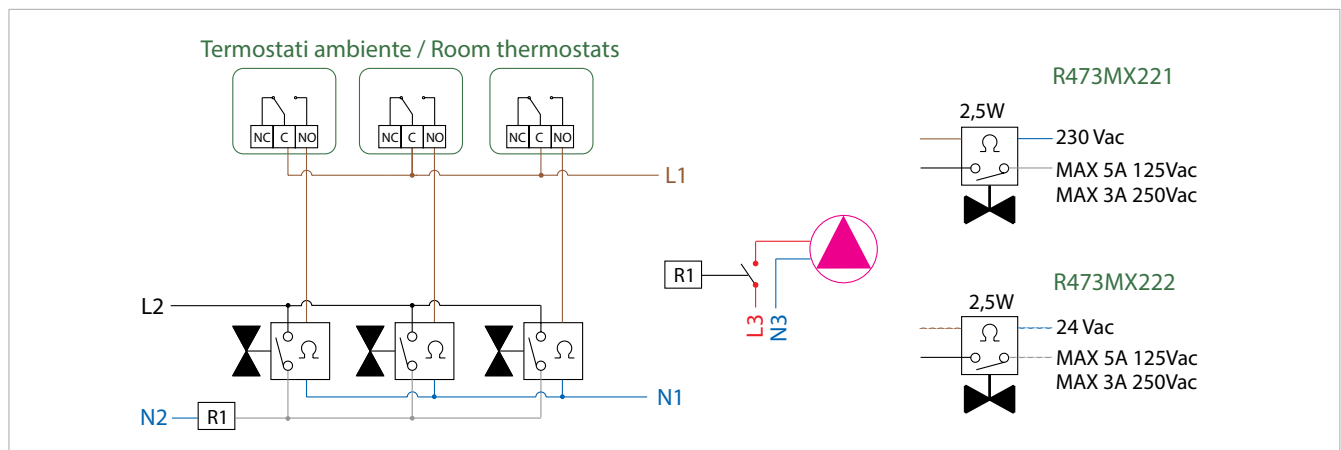 Termostati ambiente / Room thermostats
NC C NO
NC C NO
NC C NO
L1
L2
Ω
Ω
Ω
N1
N2
R1
R1
L3
N3
R473MX221
2,5W
Ω
230 Vac
MAX 5A 125Vac
MAX 3A 250Vac
R473MX222
2,5W
Ω
24 Vac
MAX 5A 125Vac
MAX 3A 250Vac